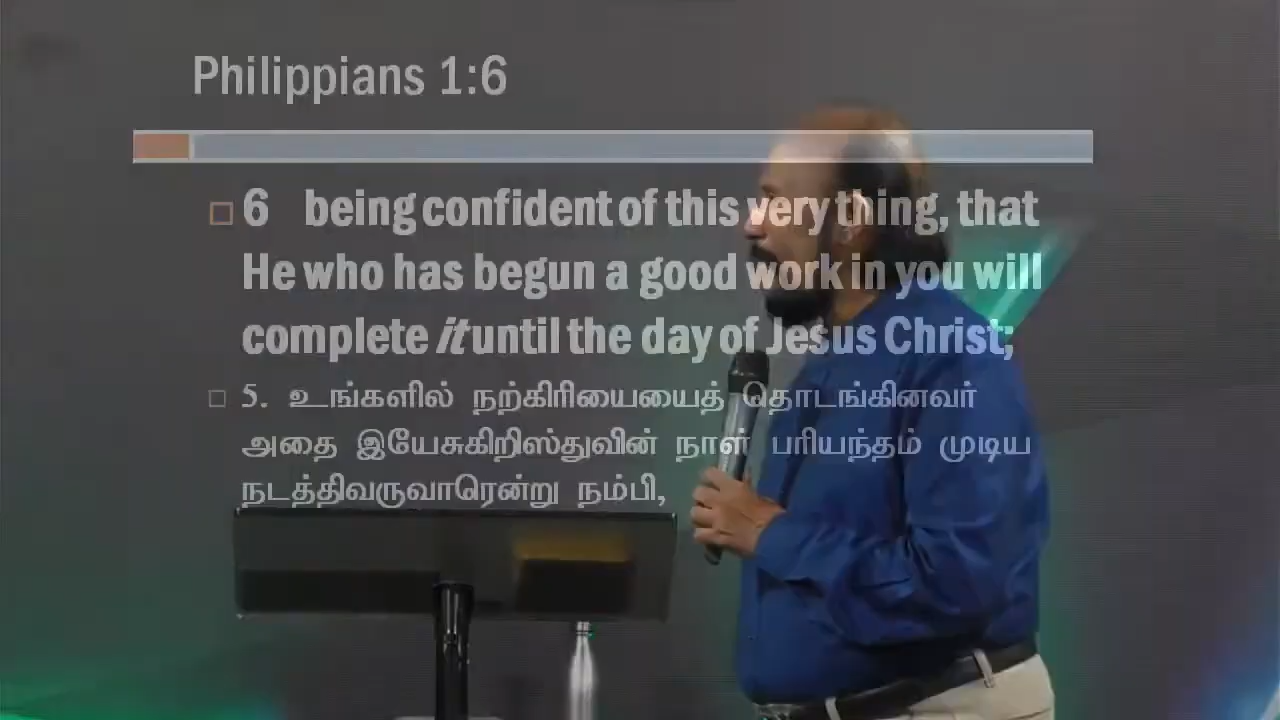 Philippians 1:6
6 being confident of this very thing, that
He who has begun a good work in you will
complete it until the day of Jesus Christ;
5. உங்களில் நற்கிரியையைத் தொடங்கினவர்
அதை இயேசுகிறிஸ்துவின் நாள் பரியந்தம் முடிய
நடத்திவருவாரென்று நம்பி,